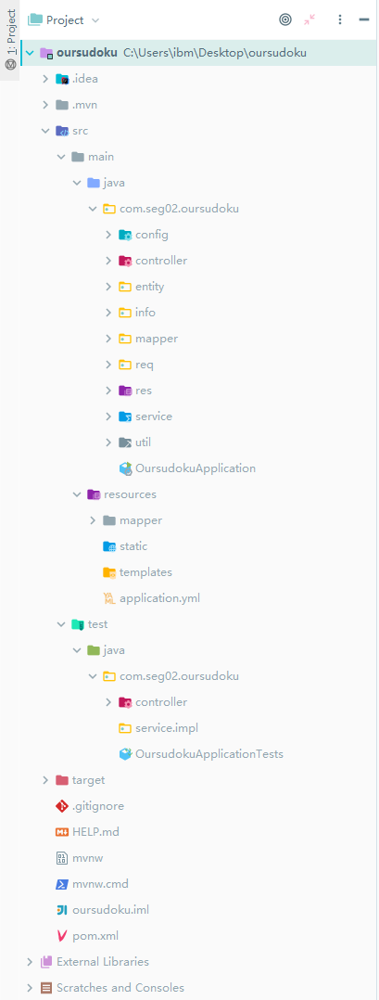 1: Project
Project
oursudoku C:\Users\ibm\Desktop\oursudoku
.idea
.mvn
src
main
java
com.seg02.oursudoku
config
controller
entity
info
mapper
req
res
service
util
OursudokuApplication
resources
mapper
static
templates
application.yml
test
java
com.seg02.oursudoku
controller
service.impl
OursudokuApplicationTests
target
.gitignore
HELP.md
mvnw
mvnw.cmd
oursudoku.iml
pom.xml
External Libraries
Scratches and Consoles